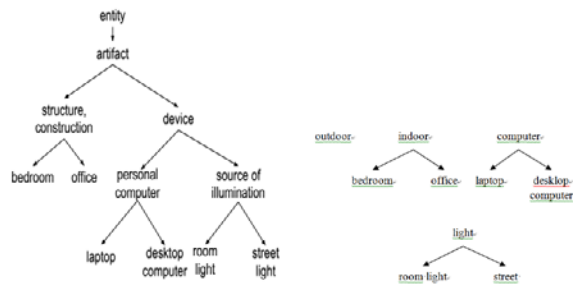 entity
artifact
structure,
construction
device
bedroom
office
personal
computer
source of
illumination
laptop
desktop
computer
room
light
street
light
outdoor
indoor
computer
bedroom
office
laptop
desklop
computer
light
room light
street